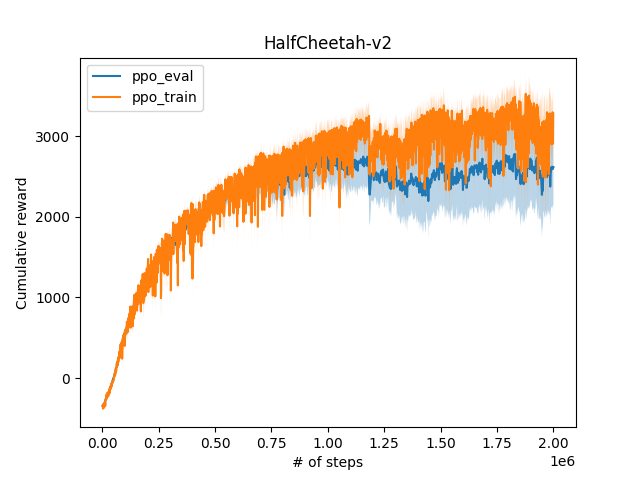 HalfCheetah-v2
ppo_eval
ppo_train
Cumulative reward
3000
2000
1000
0
0.00 0.25 0.50 0.75 1.00 1.25 1.50 1.75 2.00
1e6
# of steps